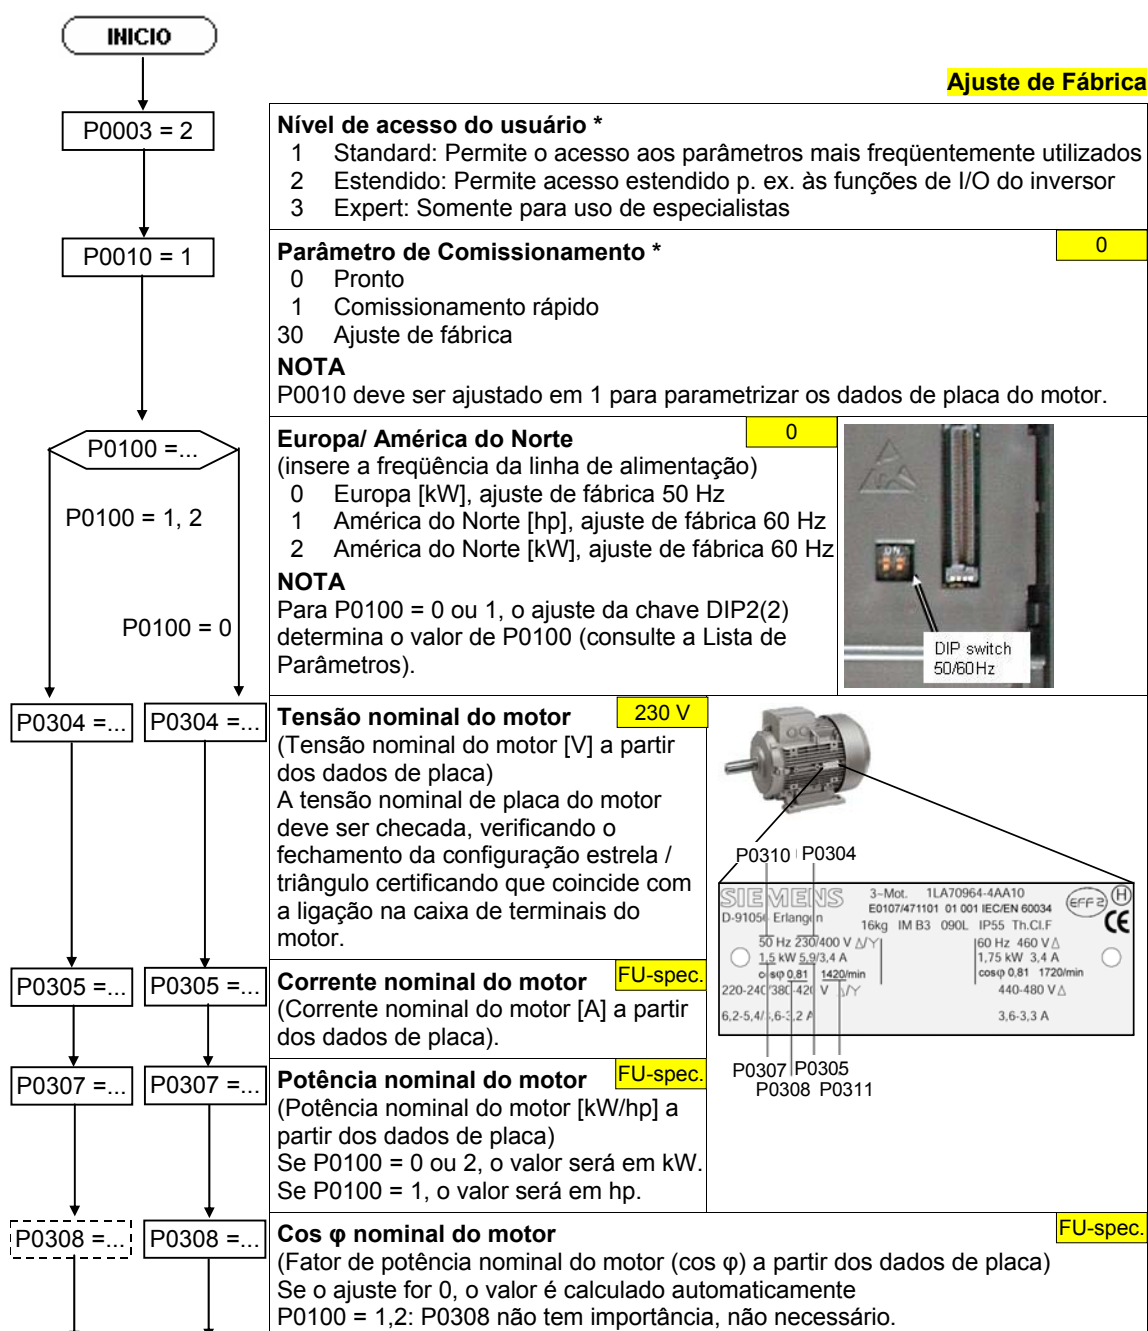 INICIO
Ajuste de Fábrica
P0003 = 2
Nível de acesso do usuário *
1 Standard: Permite o acesso aos parâmetros mais freqüentemente utilizados
2 Estendido: Permite acesso estendido p. ex. às funções de I/O do inversor
3 Expert: Somente para uso de especialistas
P0010 = 1
Parâmetro de Comissionamento *
0
0 Pronto
1 Comissionamento rápido
30 Ajuste de fábrica
NOTA
P0010 deve ser ajustado em 1 para parametrizar os dados de placa do motor.
P0100 =...
P0100 = 1, 2
P0100 = 0
Europa/ América do Norte
0
(insere a freqüência da linha de alimentação)
0 Europa [kW], ajuste de fábrica 50 Hz
1 América do Norte [hp], ajuste de fábrica 60 Hz
2 América do Norte [kW], ajuste de fábrica 60 Hz
NOTA
Para P0100 = 0 ou 1, o ajuste da chave DIP2(2)
determina o valor de P0100 (consulte a Lista de
Parâmetros).
DIP switch
50/60Hz
P0304 =...
P0304 =...
Tensão nominal do motor
230 V
(Tensão nominal do motor [V] a partir
dos dados de placa)
A tensão nominal de placa do motor
deve ser checada, verificando o
fechamento da configuração estrela /
triângulo certificando que coincide com
a ligação na caixa de terminais do
motor.
P0310 P0304
SIEMENS
3~Mot. 1LA70964-4AA10
D-91056 Erlangen
E0107/471101 01 001 IEC/EN 60034
16kg IM B3 090L IP55 Th.Cl.F
EFF 2
H
CE
50 Hz 230/400 V Δ/Y
60 Hz 460 V Δ
1,5 kW 5,9/3,4 A
1,75 kW 3,4 A
cosφ 0,81 1420/min
cosφ 0,81 1720/min
220-240/380-420 V Δ/Y
440-480 V Δ
6,2-5,4/3,6-3,2 A
3,6-3,3 A
P0307 P0305
P0308 P0311
P0305 =...
P0305 =...
Corrente nominal do motor
FU-spec.
(Corrente nominal do motor [A] a partir
dos dados de placa).
P0307 =...
P0307 =...
Potência nominal do motor
FU-spec.
(Potência nominal do motor [kW/hp] a
partir dos dados de placa)
Se P0100 = 0 ou 2, o valor será em kW.
Se P0100 = 1, o valor será em hp.
P0308 =...
P0308 =...
Cos φ nominal do motor
FU-spec.
(Fator de potência nominal do motor (cos φ) a partir dos dados de placa)
Se o ajuste for 0, o valor é calculado automaticamente
P0100 = 1,2: P0308 não tem importância, não necessário.